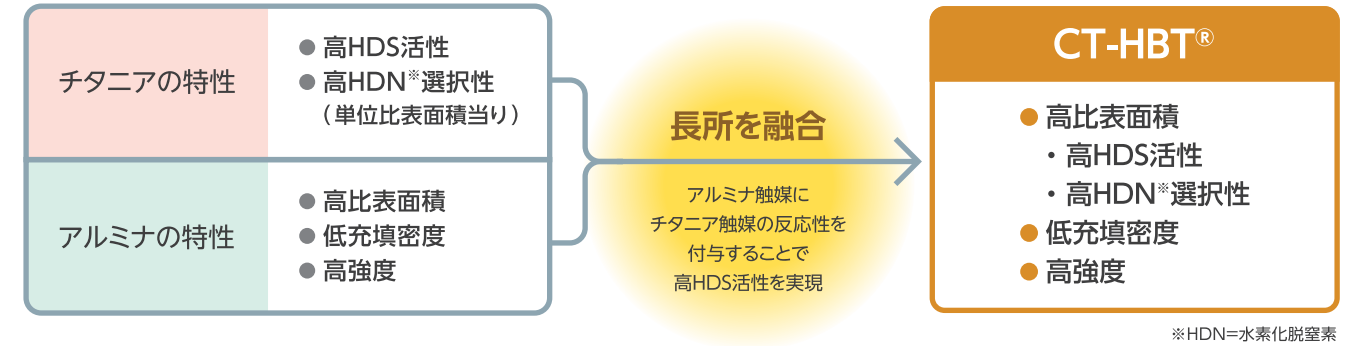 チタニアの特性
● 高HDS活性
● 高HDN※選択性
（単位比表面積当り）
アルミナの特性
● 高比表面積
● 低充填密度
● 高強度
長所を融合
アルミナ触媒に
チタニア触媒の反応性を
付与することで
高HDS活性を実現
CT-HBT®
● 高比表面積
・高HDS活性
・高HDN※選択性
● 低充填密度
● 高強度
※HDN=水素化脱窒素